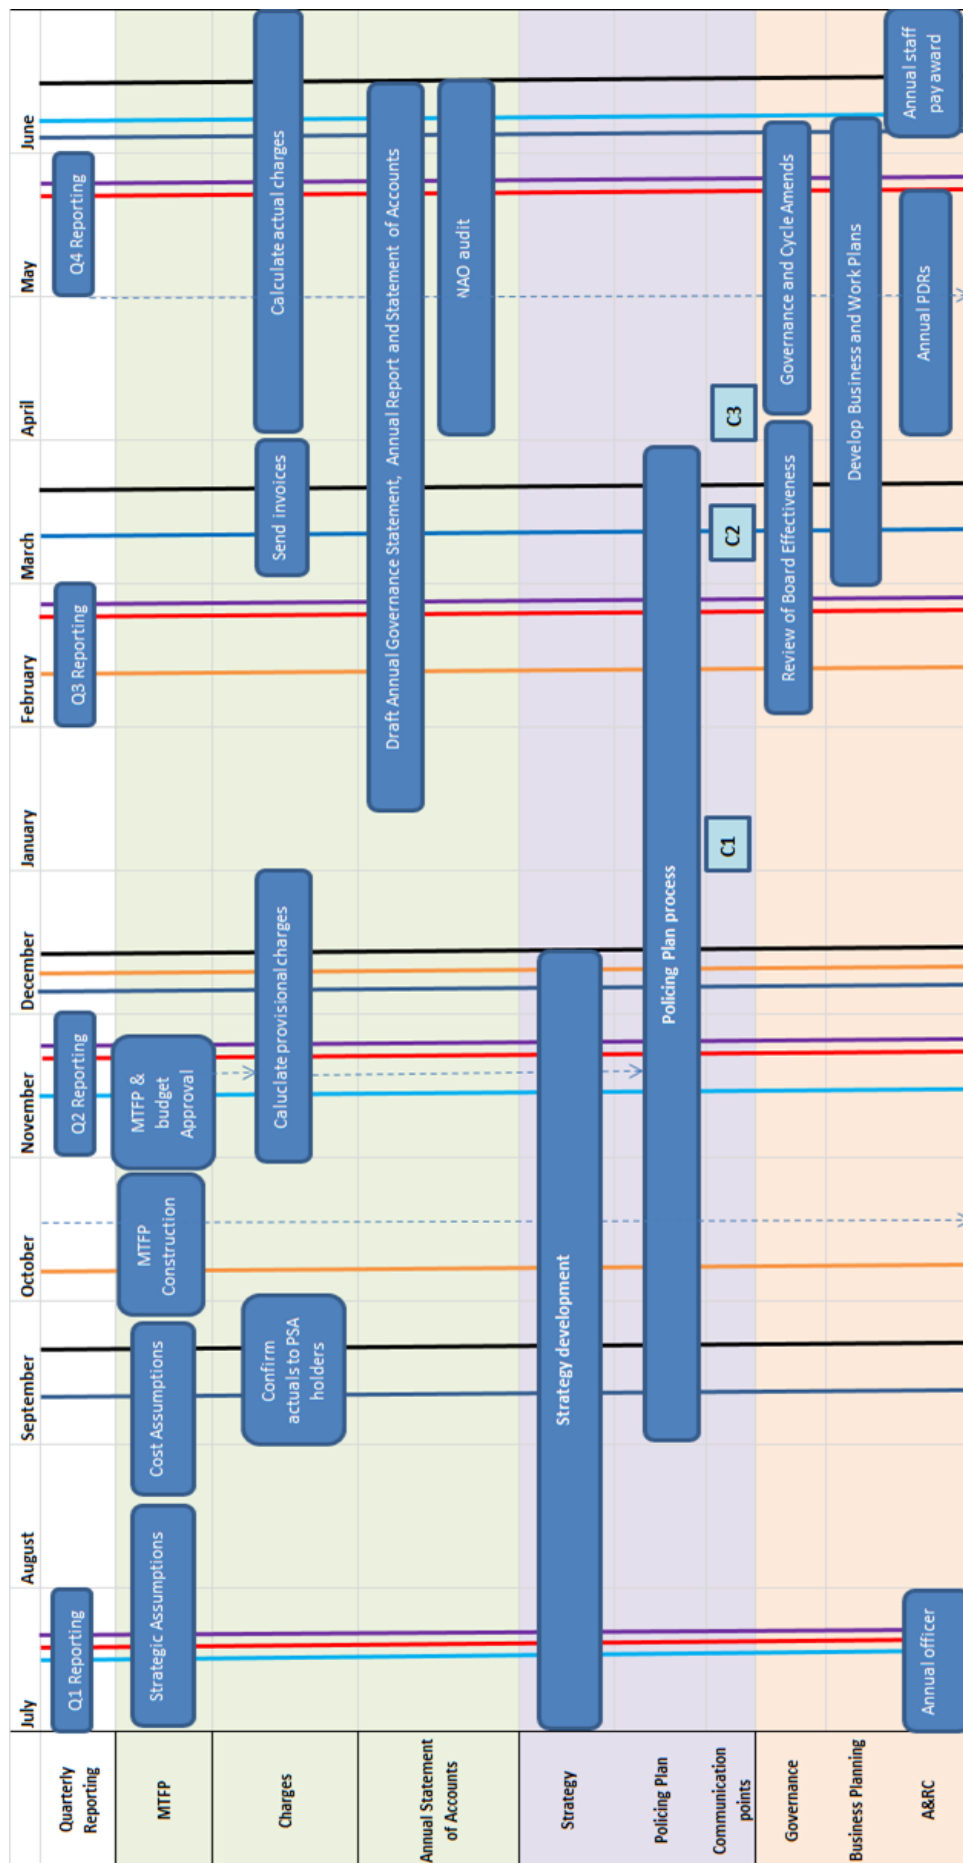 July
August
September
October
November
December
January
February
March
April
May
June
Quarterly
Reporting
Q1 Reporting
Q2 Reporting
Q3 Reporting
Q4 Reporting
MTFP
Strategic Assumptions
Cost Assumptions
MTFP
Construction
MTFP &
budget
Approval
Charges
Confirm
actuals to PSA
holders
Caluclate provisional charges
Send invoices
Calculate actual charges
Annual Statement
of Accounts
Draft Annual Governance Statement, Annual Report and Statement of Accounts
NAO audit
Strategy
Strategy development
Policing Plan
Policing Plan process
Communication
points
C1
C2
C3
Governance
Review of Board Effectiveness
Governance and Cycle Amends
Business Planning
Develop Business and Work Plans
A&RC
Annual officer
Annual PDRs
Annual staff
pay award